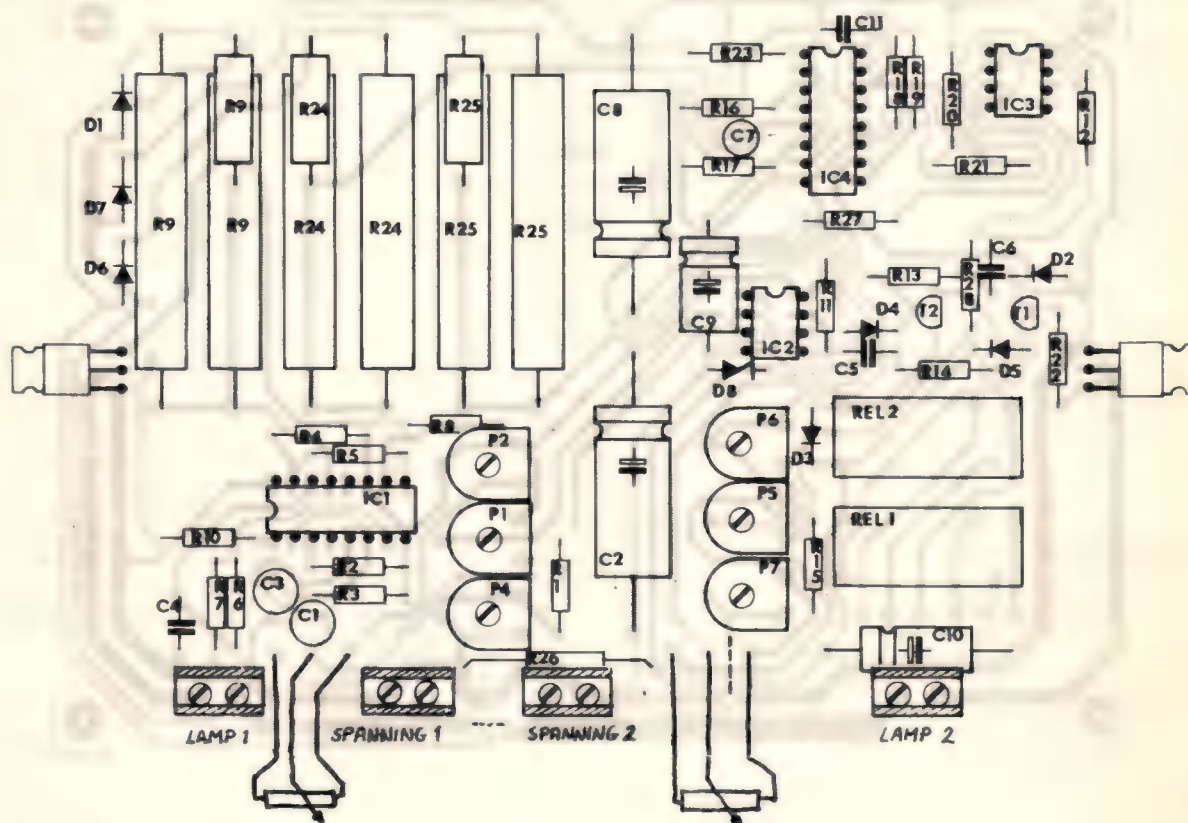 C11
R23
R18
R19
R20
IC3
R12
D1
R9
R24
R25
C8
R16
C7
R17
IC4
R21
D7
R9
R9
R24
R24
R25
R25
R27
D6
C6
D2
R13
R28
C9
IC2
R11
D4
T2
T1
C5
R14
D5
R22
D8
REL2
R4
R8
P2
P6
D3
R5
IC1
P1
P5
REL1
R10
R2
R15
C3
R3
R1
C2
P7
R7
R6
C1
P4
C4
R26
C10
LAMP 1
SPANNING 1
SPANNING 2
LAMP 2